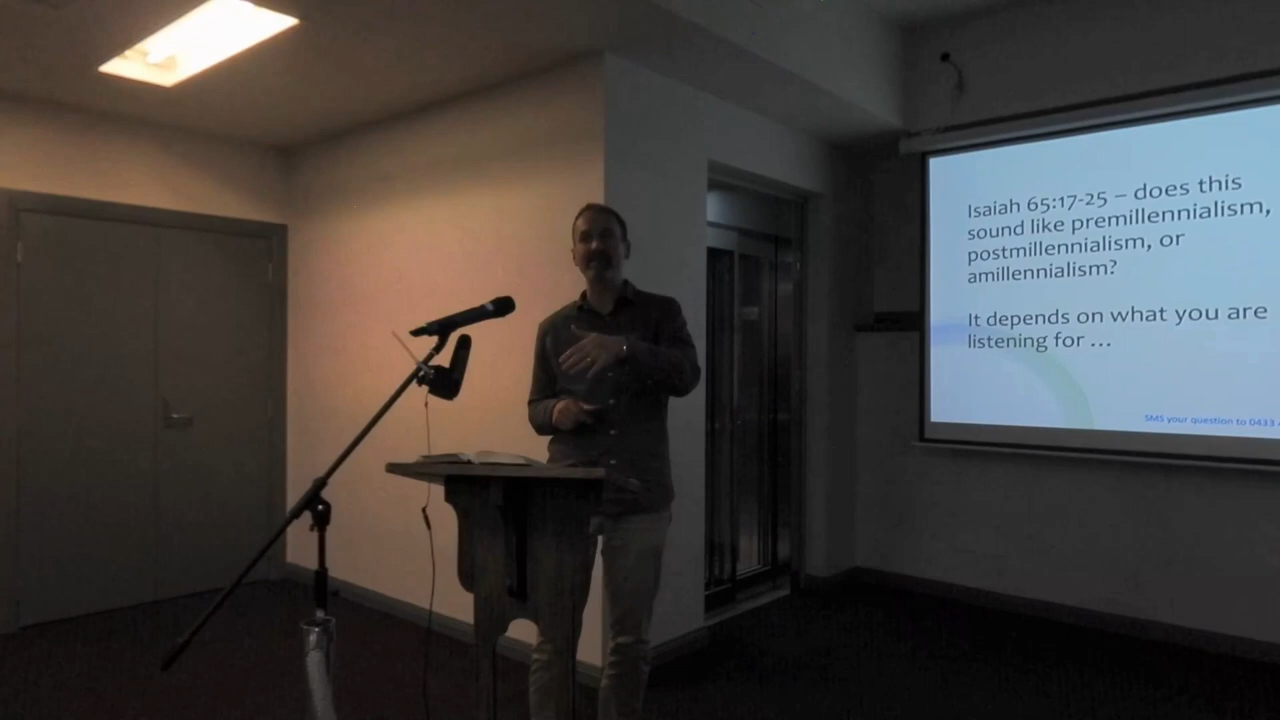 Isaiah 65:17-25 – does this
sound like premillennialism,
postmillennialism, or
amillennialism?
It depends on what you are
listening for ...
SMS your question to 0433